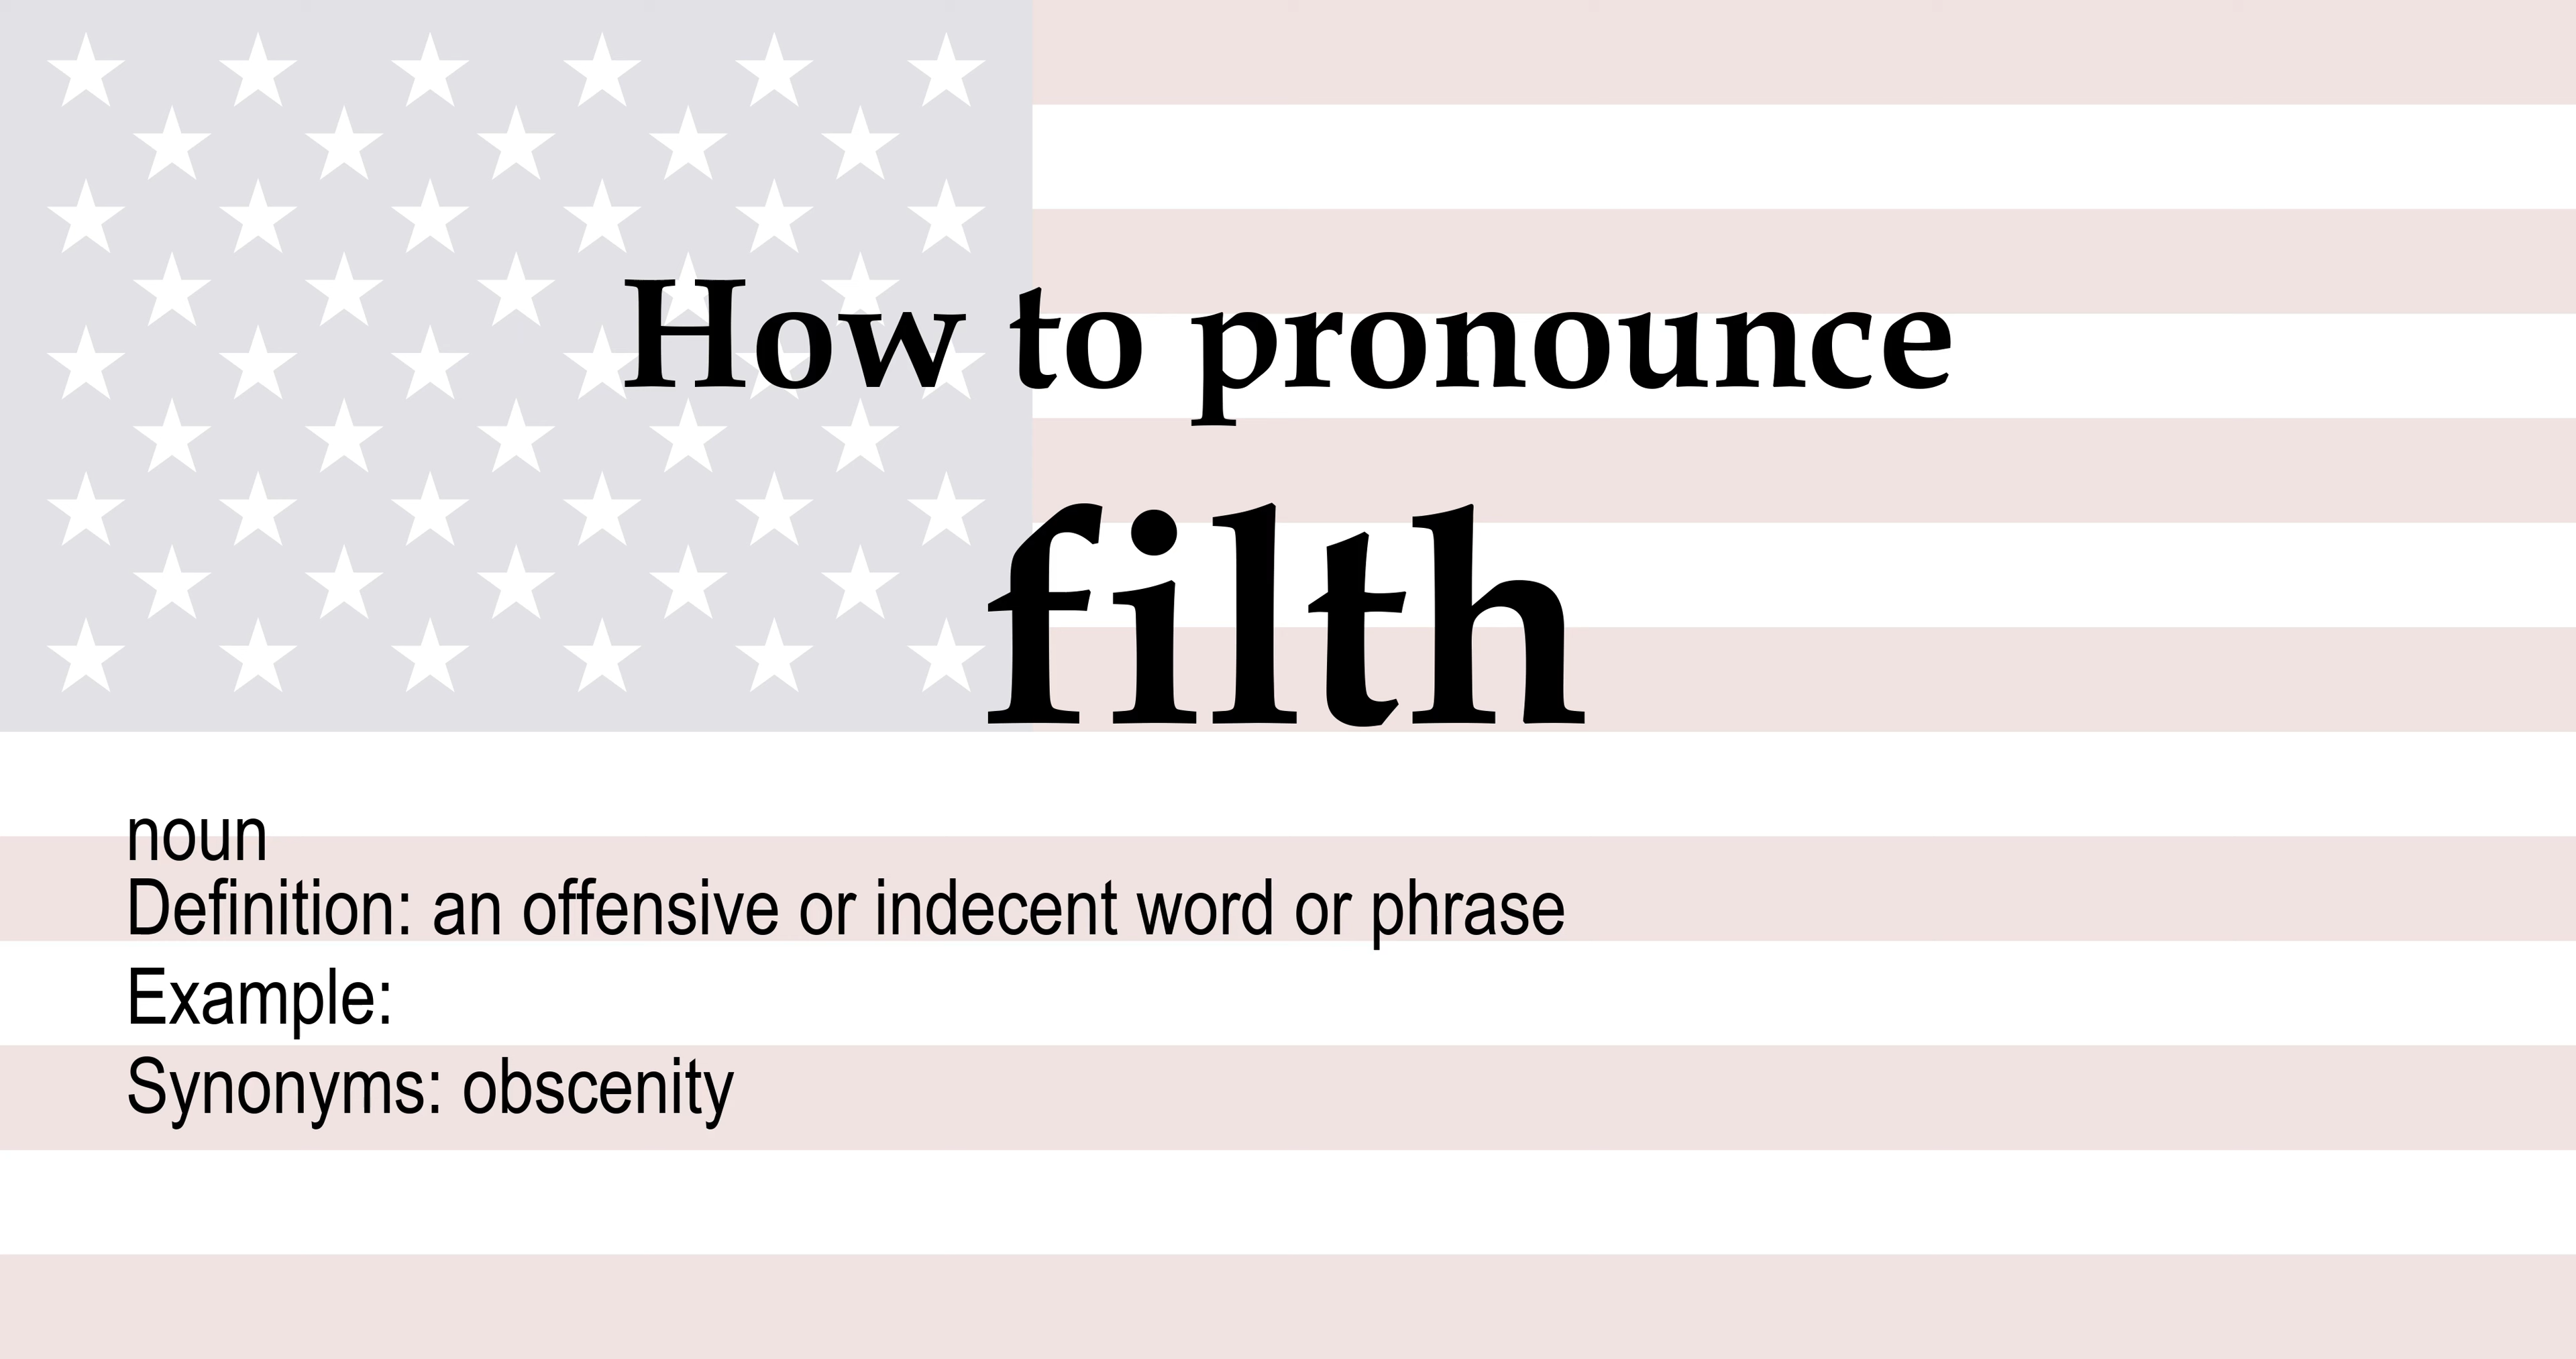 How to pronounce
filth
noun
Definition: an offensive or indecent word or phrase
Example:
Synonyms: obscenity